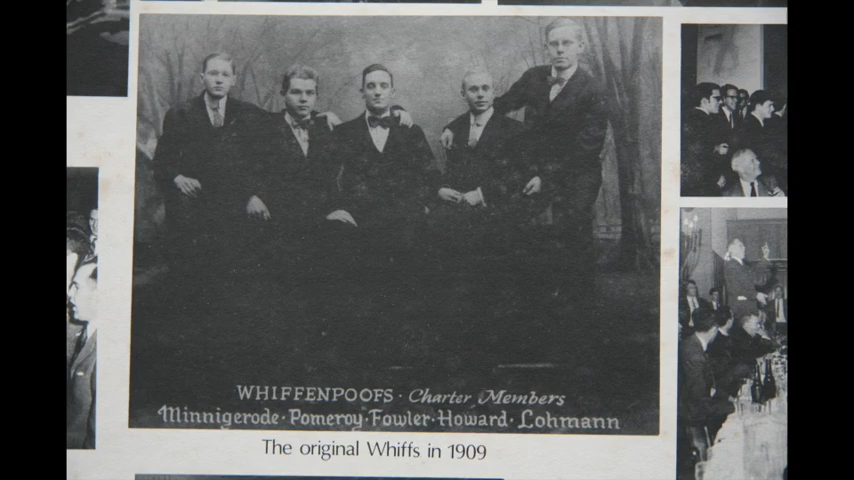 WHIFFENPOOFS · Charter Members
Minnigerode · Pomeroy · Fowler · Howard · Lohmann
The original Whiffs in 1909